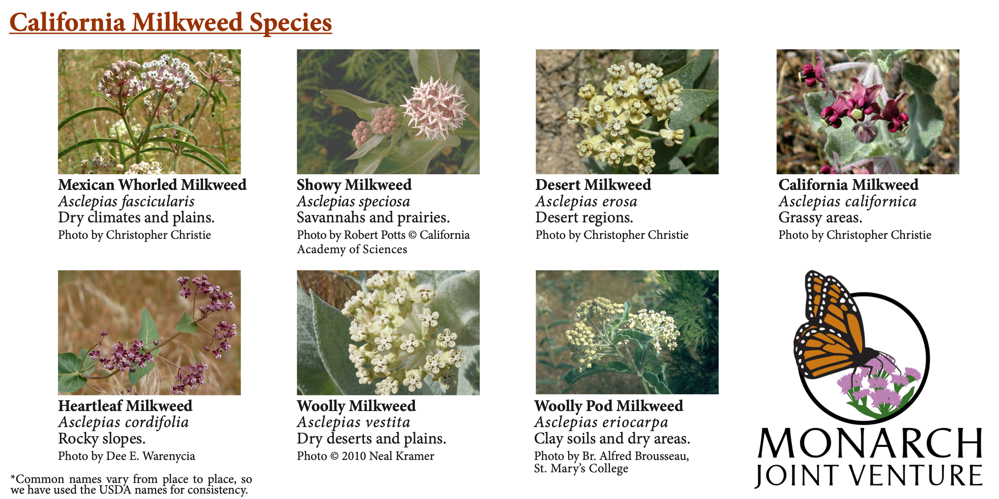 California Milkweed Species
Mexican Whorled Milkweed
Asclepias fascicularis
Dry climates and plains.
Photo by Christopher Christie
Showy Milkweed
Asclepias speciosa
Savannahs and prairies.
Photo by Robert Potts © California
Academy of Sciences
Desert Milkweed
Asclepias erosa
Desert regions.
Photo by Christopher Christie
California Milkweed
Asclepias californica
Grassy areas.
Photo by Christopher Christie
Heartleaf Milkweed
Asclepias cordifolia
Rocky slopes.
Photo by Dee E. Warenycia
Woolly Milkweed
Asclepias vestita
Dry deserts and plains.
Photo © 2010 Neal Kramer
Woolly Pod Milkweed
Asclepias eriocarpa
Clay soils and dry areas.
Photo by Br. Alfred Brousseau,
St. Mary's College
MONARCH
JOINT VENTURE
*Common names vary from place to place, so
we have used the USDA names for consistency.